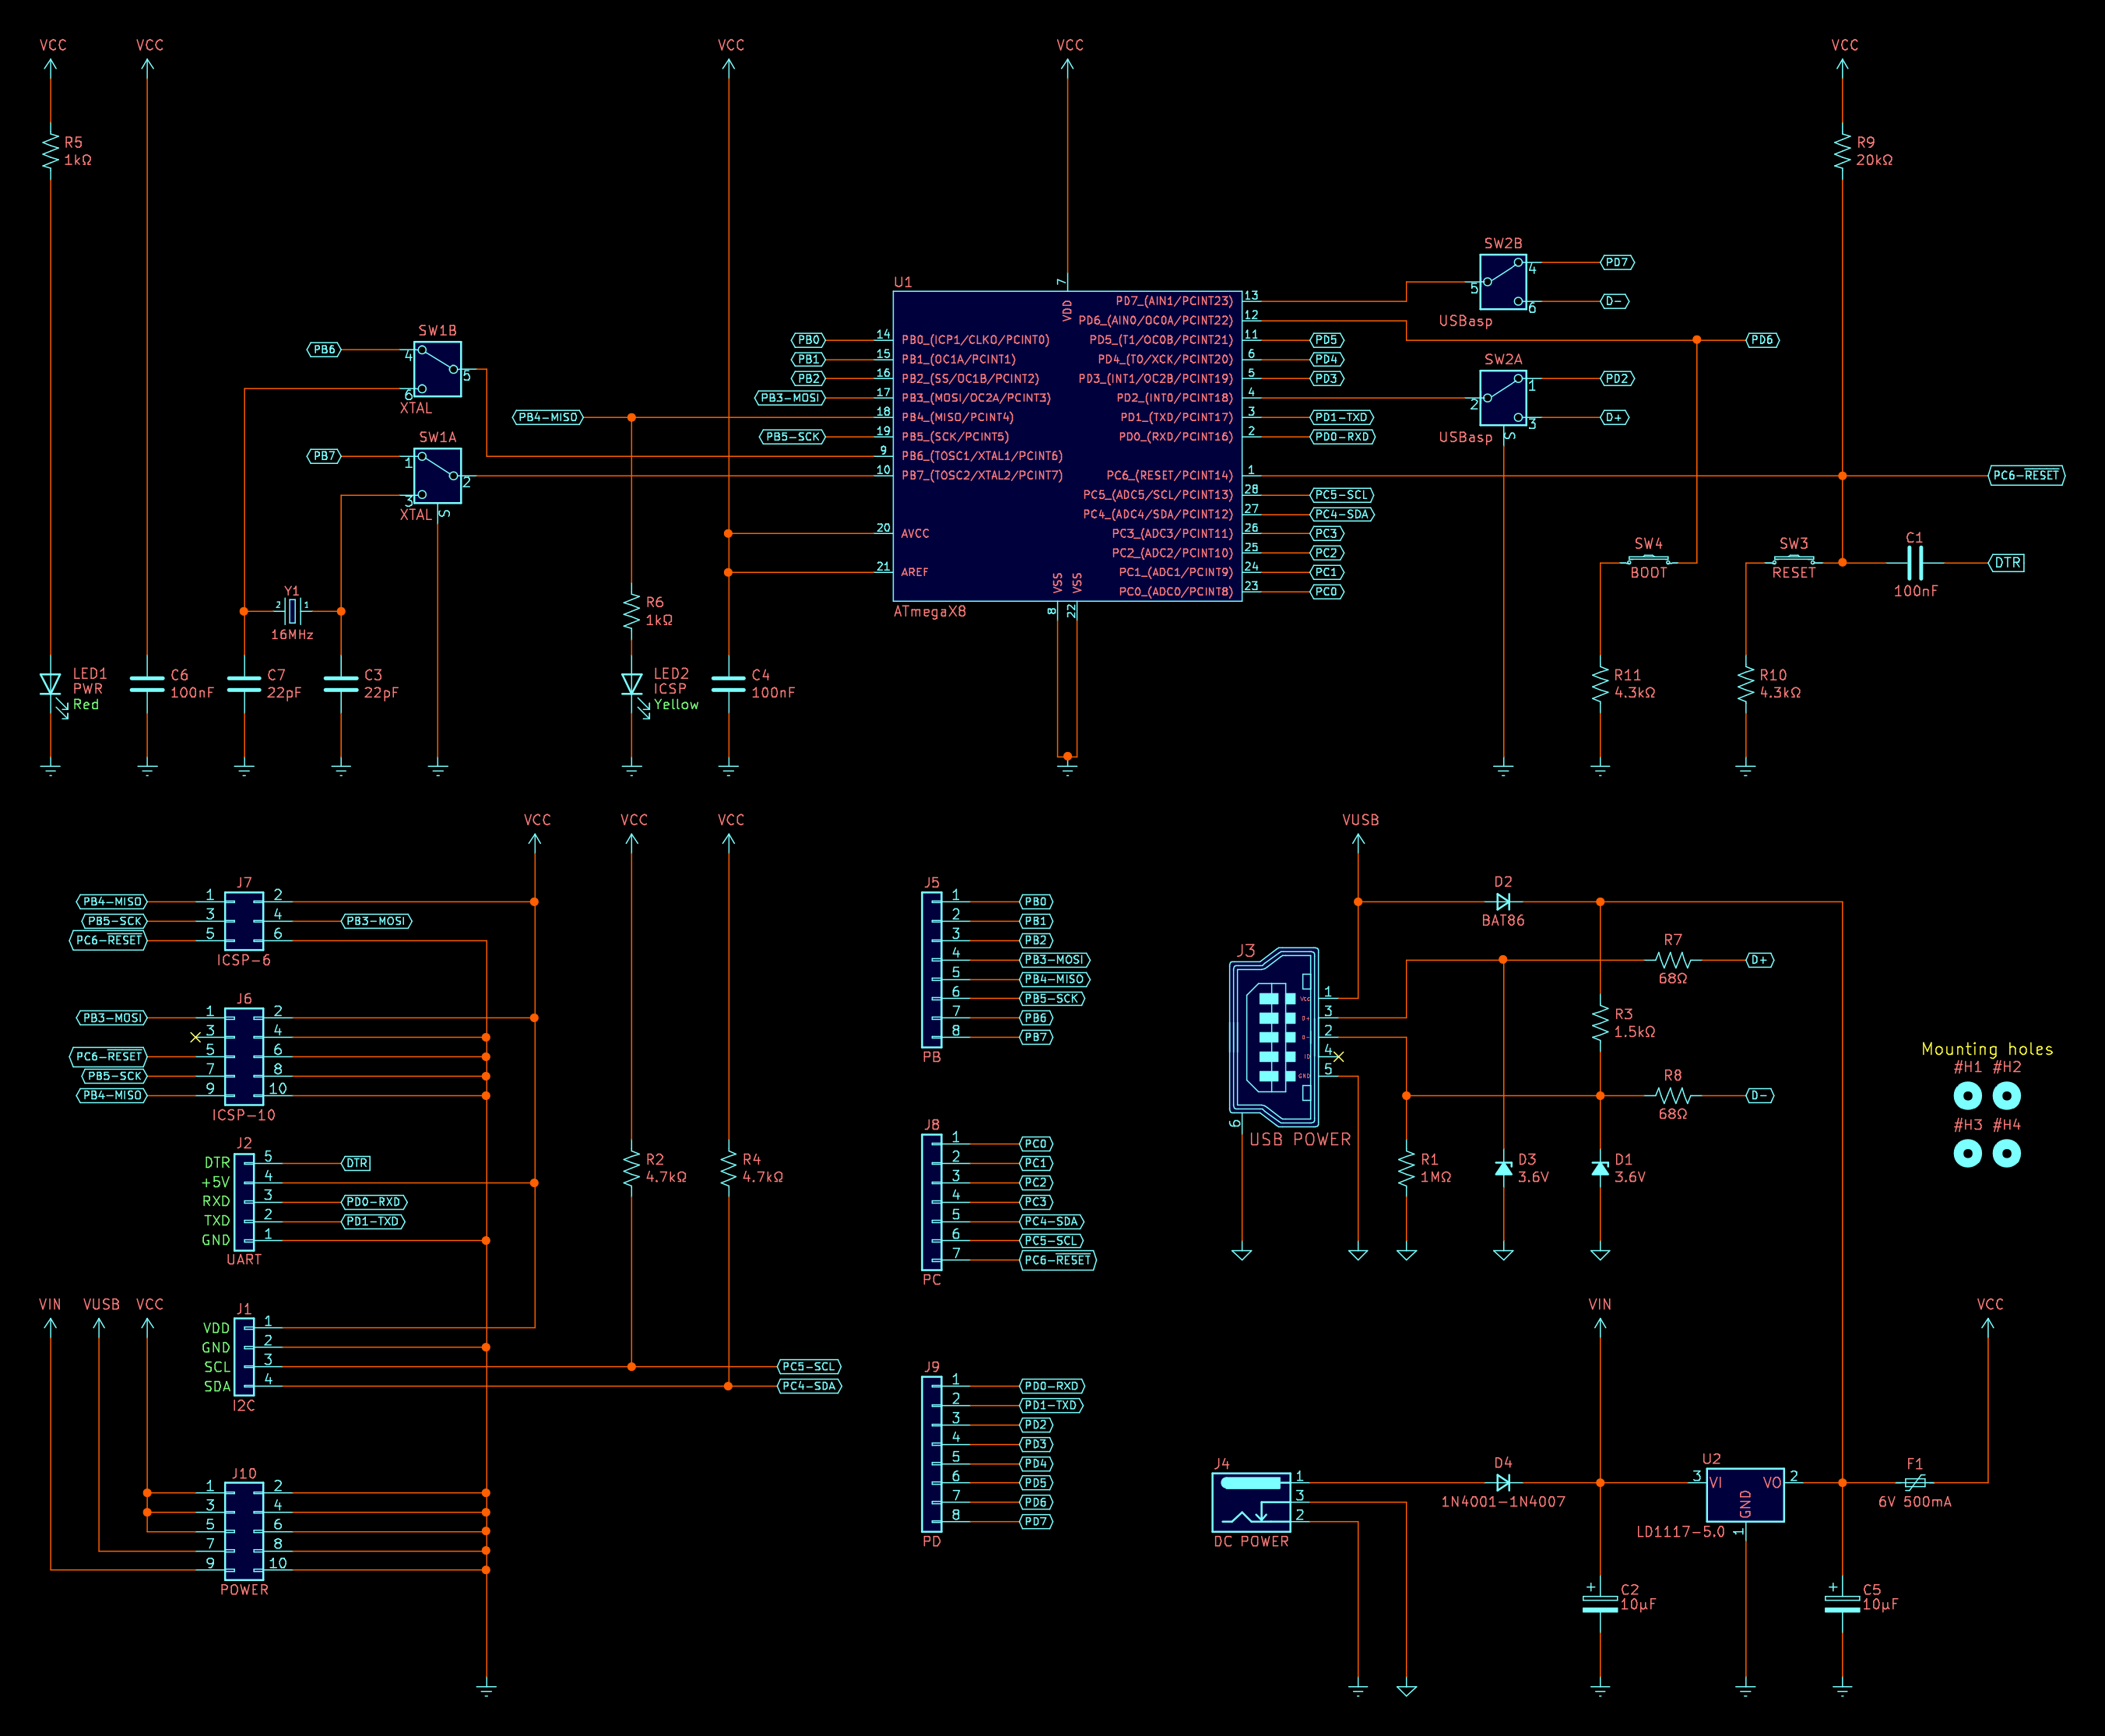 VCC
VCC
VCC
VCC
VCC
R5
1kΩ
R9
20kΩ
SW2B
4
PD7
5
6
D-
USBasp
U1
7
VDD
PD7_(AIN1/PCINT23)
13
PD6_(AIN0/OC0A/PCINT22)
12
PB0
14
PB0_(ICP1/CLKO/PCINT0)
PD5_(T1/OC0B/PCINT21)
11
PD5
PD6
PB1
15
PB1_(OC1A/PCINT1)
PD4_(T0/XCK/PCINT20)
6
PD4
PB2
16
PB2_(SS/OC1B/PCINT2)
PD3_(INT1/OC2B/PCINT19)
5
PD3
PB3-MOSI
17
PB3_(MOSI/OC2A/PCINT3)
PD2_(INT0/PCINT18)
4
PB4-MISO
18
PB4_(MISO/PCINT4)
PD1_(TXD/PCINT17)
3
PD1-TXD
PB5-SCK
19
PB5_(SCK/PCINT5)
PD0_(RXD/PCINT16)
2
PD0-RXD
9
PB6_(TOSC1/XTAL1/PCINT6)
10
PB7_(TOSC2/XTAL2/PCINT7)
PC6_(RESET/PCINT14)
1
PC6-RESET
PC5_(ADC5/SCL/PCINT13)
28
PC5-SCL
PC4_(ADC4/SDA/PCINT12)
27
PC4-SDA
20
AVCC
PC3_(ADC3/PCINT11)
26
PC3
PC2_(ADC2/PCINT10)
25
PC2
21
AREF
PC1_(ADC1/PCINT9)
24
PC1
PC0_(ADC0/PCINT8)
23
PC0
VSS
VSS
8
22
ATmegaX8
SW2A
1
PD2
2
3
D+
USBasp
S
SW1B
PB6
4
5
6
XTAL
SW1A
PB7
1
2
3
XTAL
S
Y1
2
1
16MHz
R6
1kΩ
SW4
BOOT
SW3
RESET
C1
100nF
DTR
LED1
PWR
Red
C6
100nF
C7
22pF
C3
22pF
LED2
ICSP
Yellow
C4
100nF
R11
4.3kΩ
R10
4.3kΩ
VCC
VCC
VCC
VUSB
J7
PB4-MISO
1
2
PB5-SCK
3
4
PB3-MOSI
PC6-RESET
5
6
ICSP-6
J6
PB3-MOSI
1
2
3
4
PC6-RESET
5
6
PB5-SCK
7
8
PB4-MISO
9
10
ICSP-10
J2
DTR
5
DTR
+5V
4
RXD
3
PD0-RXD
TXD
2
PD1-TXD
GND
1
UART
R2
4.7kΩ
R4
4.7kΩ
VIN
VUSB
VCC
J1
VDD
1
GND
2
SCL
3
PC5-SCL
SDA
4
PC4-SDA
I2C
J10
1
2
3
4
5
6
7
8
9
10
POWER
J5
1
PB0
2
PB1
3
PB2
4
PB3-MOSI
5
PB4-MISO
6
PB5-SCK
7
PB6
8
PB7
PB
J8
1
PC0
2
PC1
3
PC2
4
PC3
5
PC4-SDA
6
PC5-SCL
7
PC6-RESET
PC
J9
1
PD0-RXD
2
PD1-TXD
3
PD2
4
PD3
5
PD4
6
PD5
7
PD6
8
PD7
PD
D2
BAT86
J3
VCC
1
D+
3
D-
2
ID
4
GND
5
6
USB POWER
R7
68Ω
D+
R3
1.5kΩ
R8
68Ω
D-
R1
1MΩ
D3
3.6V
D1
3.6V
Mounting holes
#H1 #H2
#H3 #H4
VIN
VCC
J4
1
3
2
DC POWER
D4
1N4001-1N4007
U2
3
VI
VO
2
GND
1
LD1117-5.0
F1
6V 500mA
C2
10µF
C5
10µF